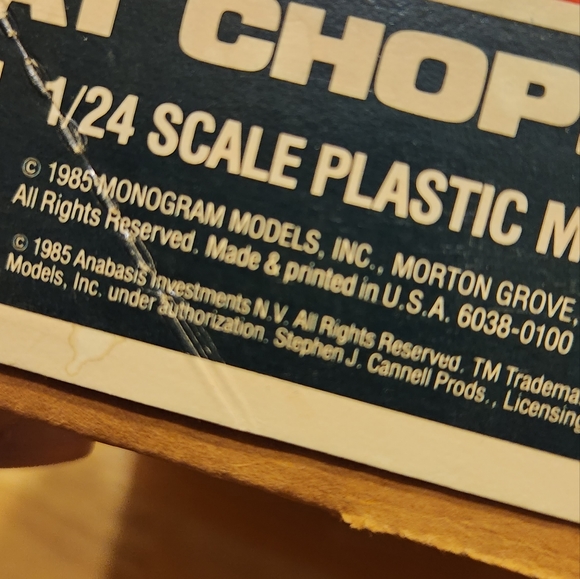 AT CHOP
1/24 SCALE PLASTIC M
© 1985 MONOGRAM MODELS, INC., MORTON GROVE,
All Rights Reserved. Made & printed in U.S.A. 6038-0100
© 1985 Anabasis Investments N.V. All Rights Reserved. TM Tradema
Models, Inc. under authorization. Stephen J. Cannell Prods., Licensing